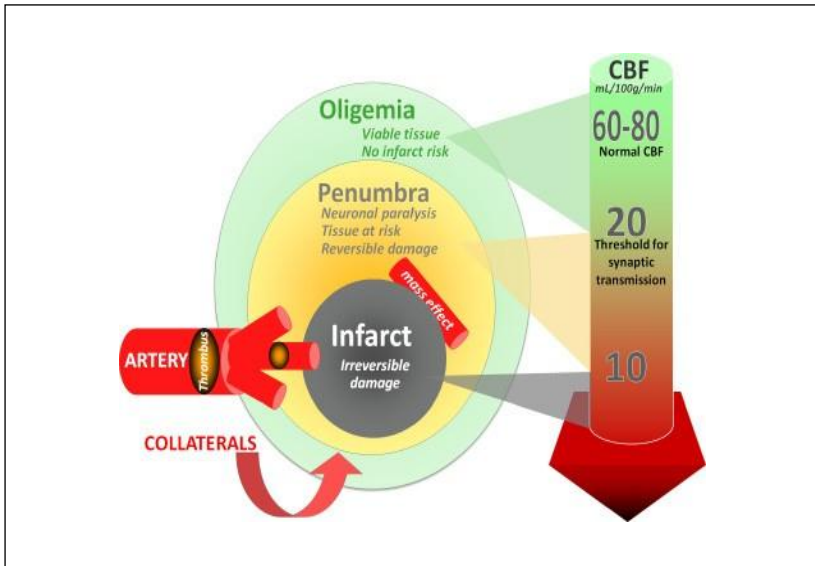 Oligemia
Viable tissue
No infarct risk
Penumbra
Neuronal paralysis
Tissue at risk
Reversible damage
mass effect
Infarct
Irreversible
damage
ARTERY
Thrombus
COLLATERALS
CBF
mL/100g/min
60-80
Normal CBF
20
Threshold for
synaptic
transmission
10